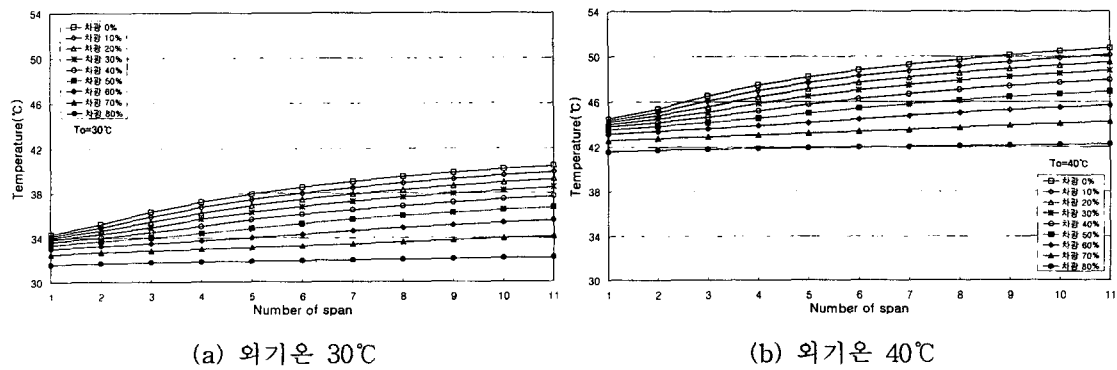 54
50
46
42
38
34
30
Temperature(℃)
차광 0%
차광 10%
차광 20%
차광 30%
차광 40%
차광 50%
차광 60%
차광 70%
차광 80%
To=30℃
1 2 3 4 5 6 7 8 9 10 11
Number of span
(a) 외기온 30℃
54
50
46
42
38
34
30
Temperature(℃)
To=40℃
차광 0%
차광 10%
차광 20%
차광 30%
차광 40%
차광 50%
차광 60%
차광 70%
차광 80%
1 2 3 4 5 6 7 8 9 10 11
Number of span
(b) 외기온 40℃